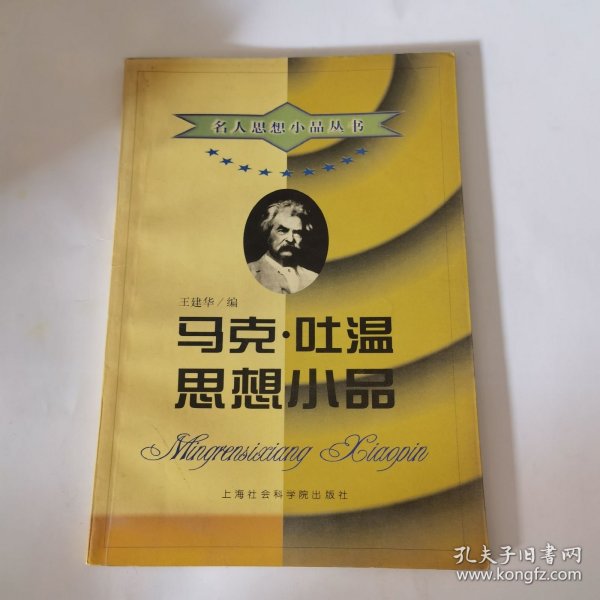 名人思想小品丛书
王建华/编
马克·吐温
思想小品
Mingrensixiang Xiaopin
上海社会科学院出版社
孔夫子旧书网
www.kongfz.com